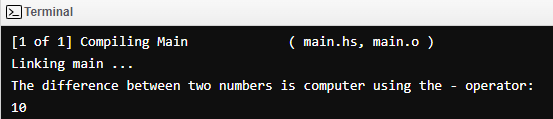 Terminal
[1 of 1] Compiling Main             ( main.hs, main.o )
Linking main ...
The difference between two numbers is computer using the - operator:
10